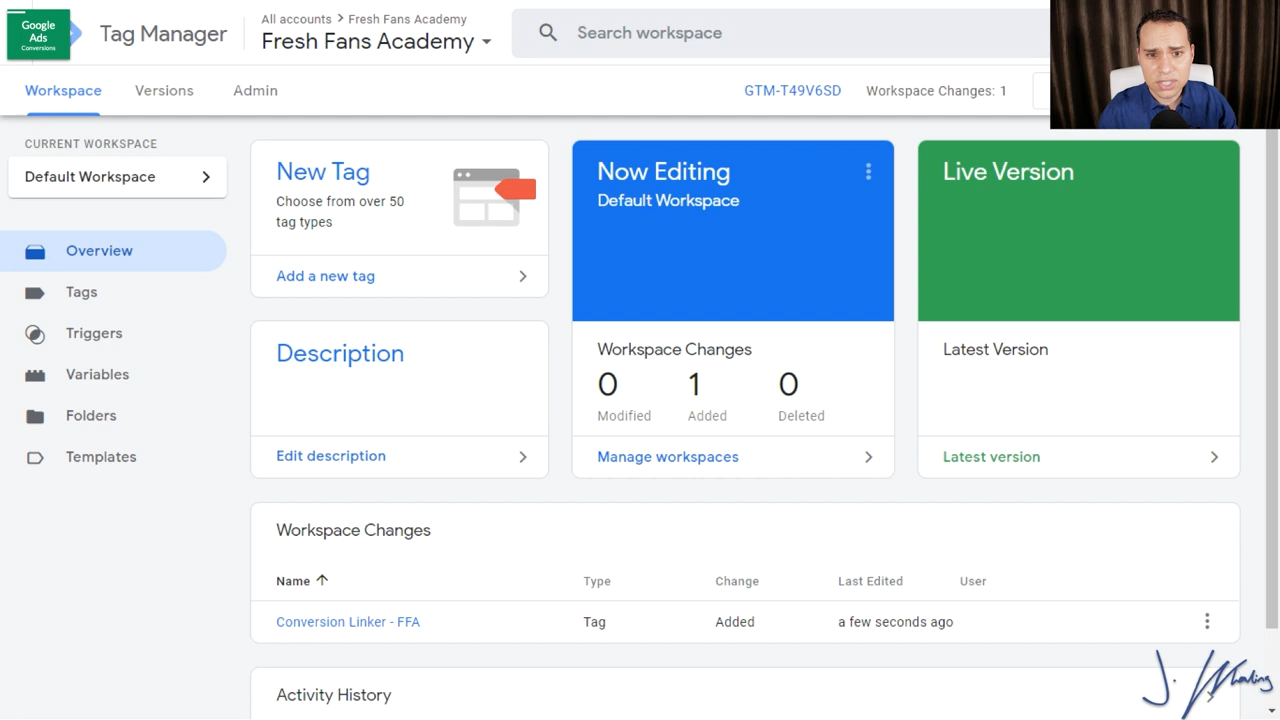 Google
Ads
Conversions
Tag Manager
All accounts > Fresh Fans Academy
Fresh Fans Academy
Search workspace
Workspace
Versions
Admin
GTM-T49V6SD
Workspace Changes: 1
CURRENT WORKSPACE
Default Workspace
Overview
Tags
Triggers
Variables
Folders
Templates
New Tag
Choose from over 50
tag types
Add a new tag
Description
Edit description
Now Editing
Default Workspace
Workspace Changes
0 1 0
Modified Added Deleted
Manage workspaces
Live Version
Latest Version
Latest version
Workspace Changes
Name Type Change Last Edited User
Conversion Linker - FFA Tag Added a few seconds ago
Activity History